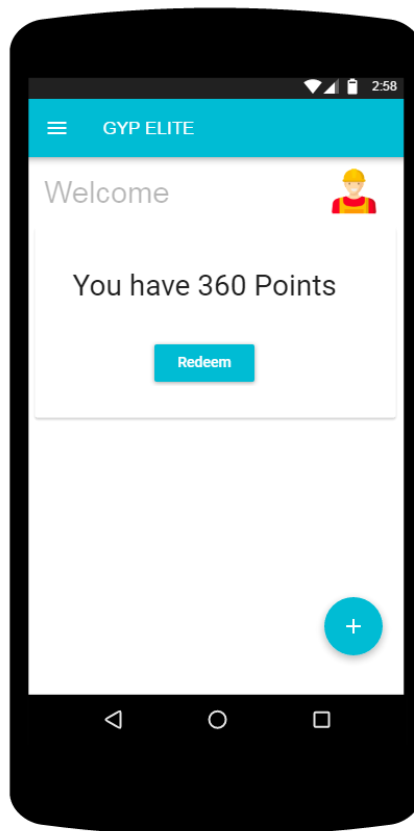 2:58
GYP ELITE
Welcome
You have 360 Points
Redeem
+